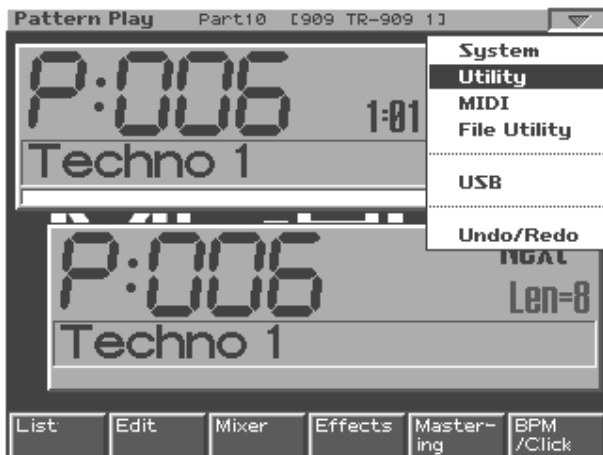 Pattern Play Part10 [909 TR-909 1]
System
Utility
MIDI
File Utility
USB
Undo/Redo
P:006
1:01
Techno 1
P:006
Next
Len=8
Techno 1
List
Edit
Mixer
Effects
Master-
ing
BPM
/Click